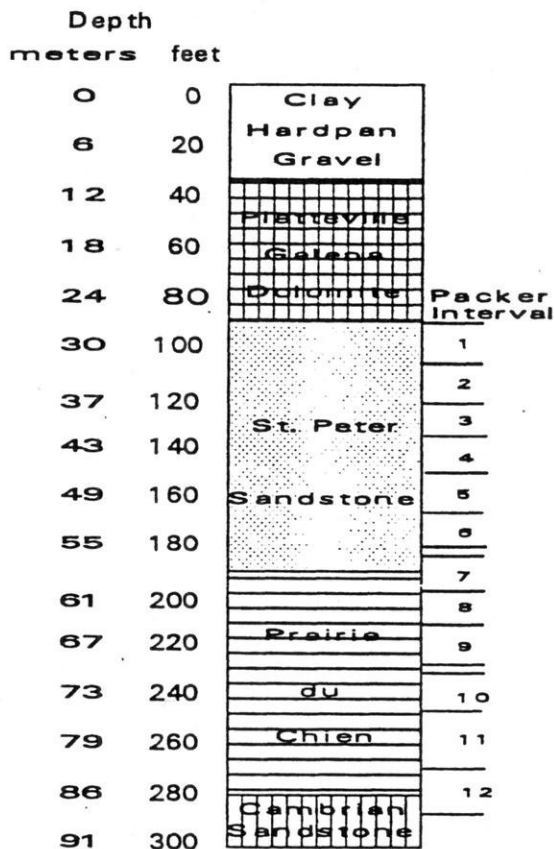 Depth
meters feet
0 0 Clay
Hardpan
6 20 Gravel
12 40
Platteville
18 60 Galena
24 80 Dolomite Packer
Interval
30 100 1
2
37 120 St. Peter 3
43 140 4
49 160 Sandstone 5
55 180 6
7
61 200 8
67 220 Prairie 9
73 240 du 10
79 260 Chien 11
86 280 12
Cambrian
Sandstone
91 300